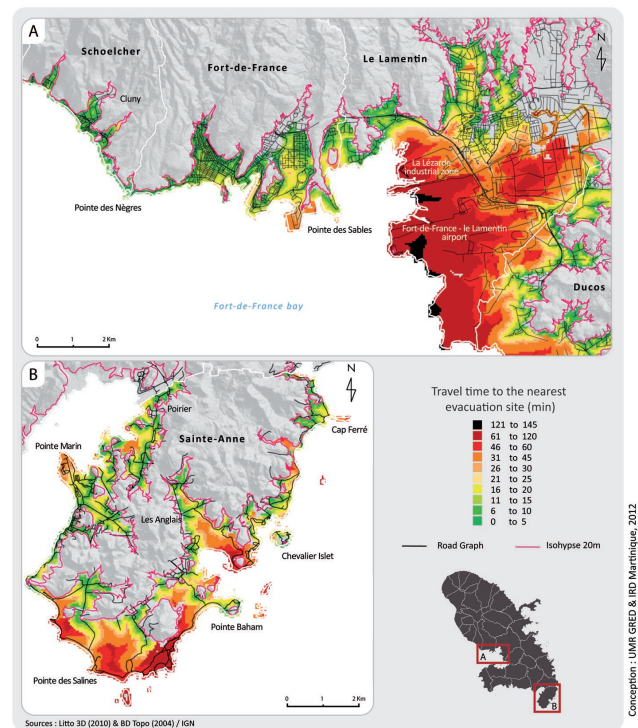 A
Schoelcher
Fort-de-France
Le Lamentin
N
Cluny
La Lézarde
industrial zone
Pointe des Nègres
Pointe des Sables
Fort-de-France - le Lamentin
airport
Ducos
Fort-de-France bay
0 1 2 Km
B
N
Poirier
Sainte-Anne
Cap Ferré
Pointe Marin
Les Anglais
Chevalier Islet
Pointe Baham
Pointe des Salines
0 1 2 Km
Travel time to the nearest
evacuation site (min)
121 to 145
61 to 120
46 to 60
31 to 45
26 to 30
21 to 25
16 to 20
11 to 15
6 to 10
0 to 5
Road Graph
Isohypse 20m
A
B
Conception : UMR GRED & IRD Martinique, 2012
Sources : Litto 3D (2010) & BD Topo (2004) / IGN